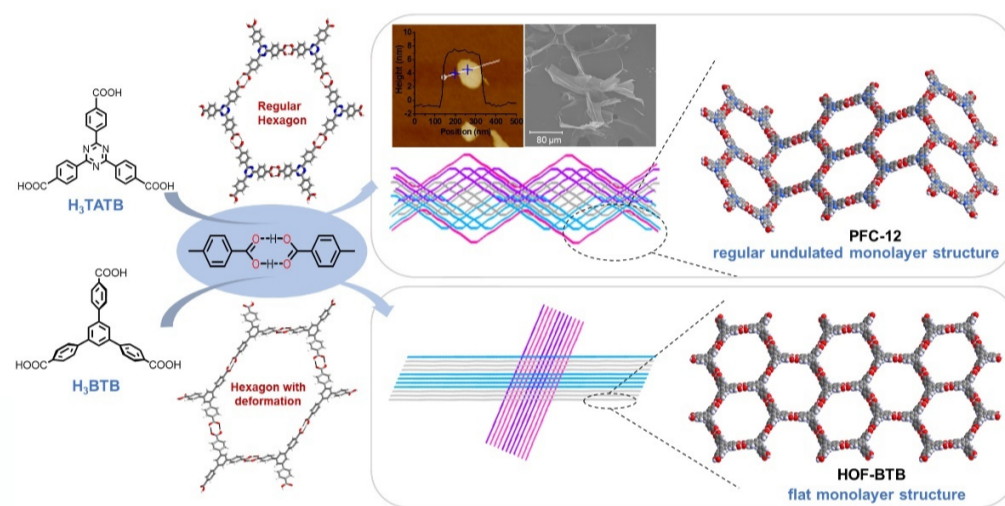 COOH
N
N
N
HOOC
COOH
H₃TATB
Regular
Hexagon
O--H-O
O-H--O
COOH
HOOC
COOH
H₃BTB
Hexagon with
deformation
Height (nm)
10
8
6
4
2
0
-2
0 100 200 300 400 500
Position (nm)
80 μm
PFC-12
regular undulated monolayer structure
HOF-BTB
flat monolayer structure